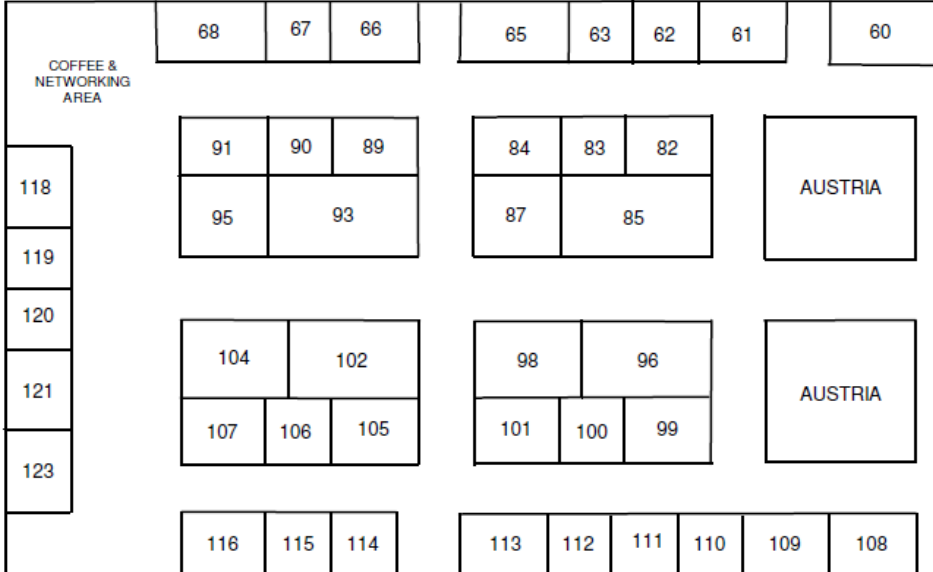 68 67 66 65 63 62 61 60
COFFEE &
NETWORKING
AREA
91 90 89 84 83 82
118 AUSTRIA
95 93 87 85
119
120
104 102 98 96
121 AUSTRIA
107 106 105 101 100 99
123
116 115 114 113 112 111 110 109 108